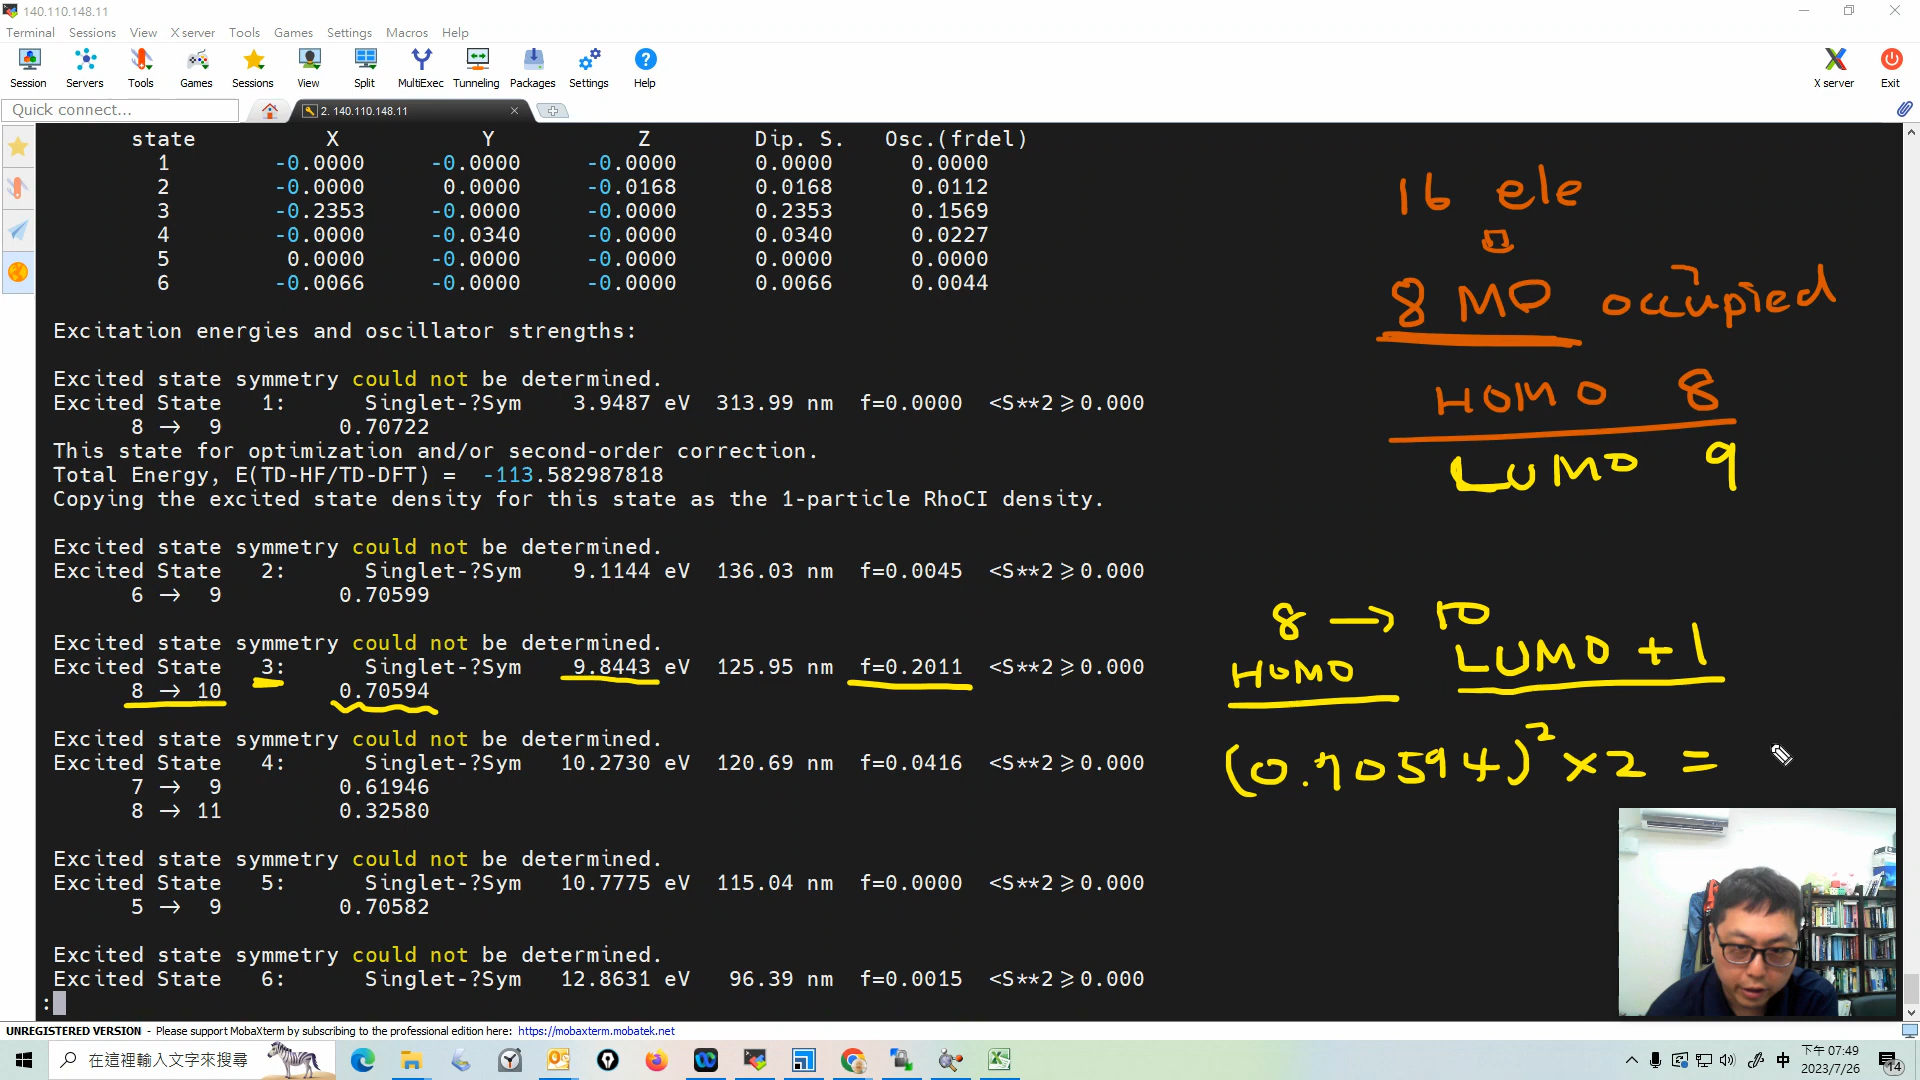 140.110.148.11
Terminal Sessions View X server Tools Games Settings Macros Help
Session Servers Tools Games Sessions View Split MultiExec Tunneling Packages Settings Help X server Exit
Quick connect... 2. 140.110.148.11
state X Y Z Dip. S. Osc.(frdel)
1 -0.0000 -0.0000 -0.0000 0.0000 0.0000
2 -0.0000 0.0000 -0.0168 0.0168 0.0112
3 -0.2353 -0.0000 -0.0000 0.2353 0.1569
4 -0.0000 -0.0340 -0.0000 0.0340 0.0227
5 0.0000 -0.0000 -0.0000 0.0000 0.0000
6 -0.0066 -0.0000 -0.0000 0.0066 0.0044
Excitation energies and oscillator strengths:
Excited state symmetry could not be determined.
Excited State 1: Singlet-?Sym 3.9487 eV 313.99 nm f=0.0000 <S**2>=0.000
8 -> 9 0.70722
This state for optimization and/or second-order correction.
Total Energy, E(TD-HF/TD-DFT) = -113.582987818
Copying the excited state density for this state as the 1-particle RhoCI density.
Excited state symmetry could not be determined.
Excited State 2: Singlet-?Sym 9.1144 eV 136.03 nm f=0.0045 <S**2>=0.000
6 -> 9 0.70599
Excited state symmetry could not be determined.
Excited State 3: Singlet-?Sym 9.8443 eV 125.95 nm f=0.2011 <S**2>=0.000
8 -> 10 0.70594
Excited state symmetry could not be determined.
Excited State 4: Singlet-?Sym 10.2730 eV 120.69 nm f=0.0416 <S**2>=0.000
7 -> 9 0.61946
8 -> 11 0.32580
Excited state symmetry could not be determined.
Excited State 5: Singlet-?Sym 10.7775 eV 115.04 nm f=0.0000 <S**2>=0.000
5 -> 9 0.70582
Excited state symmetry could not be determined.
Excited State 6: Singlet-?Sym 12.8631 eV 96.39 nm f=0.0015 <S**2>=0.000
:
16 ele
8 MO occupied
HOMO 8
LUMO 9
8 → 10
HOMO LUMO + 1
(0.70594)² × 2 =
UNREGISTERED VERSION - Please support MobaXterm by subscribing to the professional edition here: https://mobaxterm.mobatek.net
在這裡輸入文字來搜尋
中 下午 07:49
2023/7/26
14